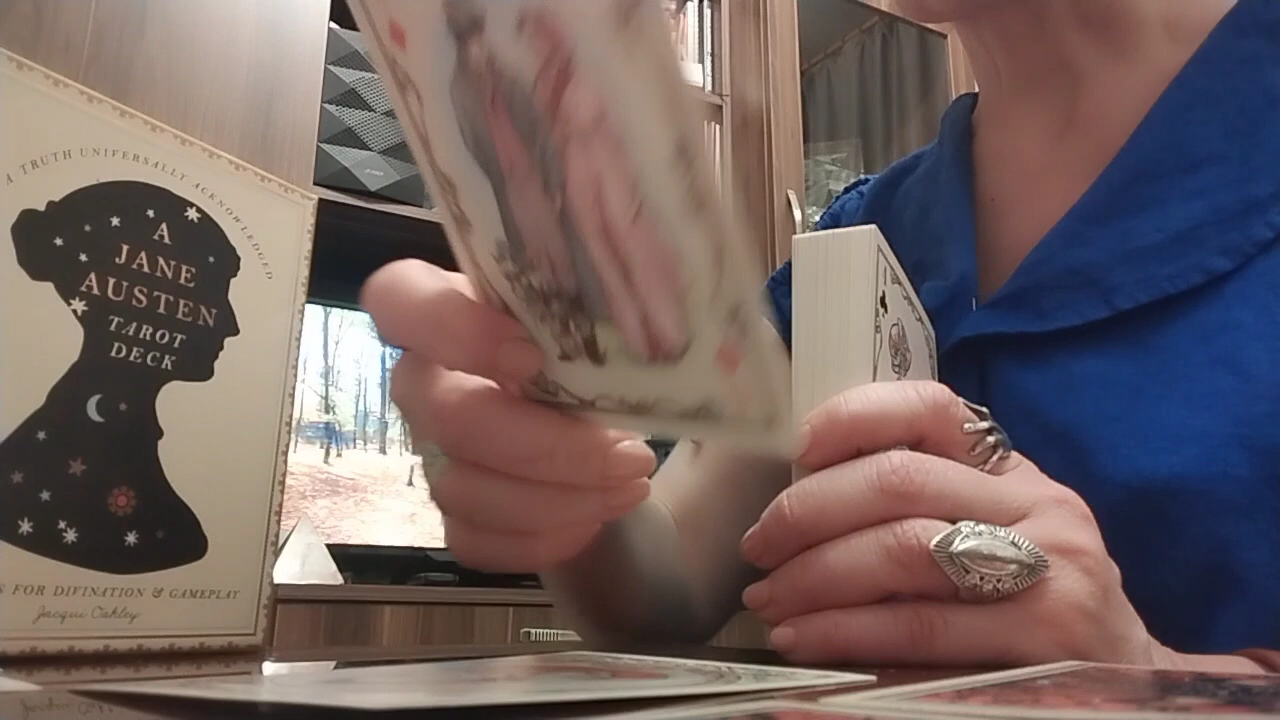 A TRUTH UNIVERSALLY ACKNOWLEDGED
A
JANE
AUSTEN
TAROT
DECK
FOR DIVINATION & GAMEPLAY
Jacqui Oakley